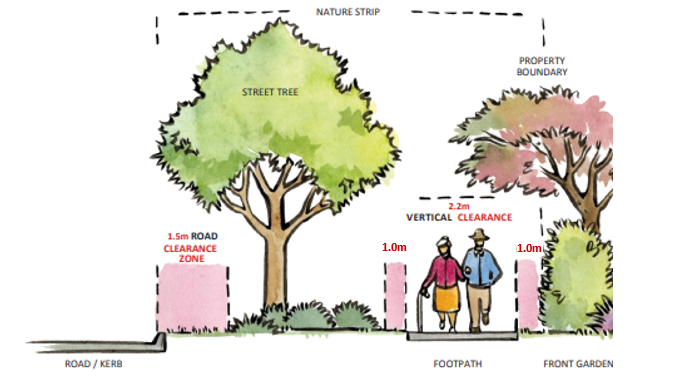 NATURE STRIP
PROPERTY
BOUNDARY
STREET TREE
2.2m
VERTICAL CLEARANCE
1.5m ROAD
CLEARANCE
ZONE
1.0m
1.0m
ROAD / KERB
FOOTPATH
FRONT GARDEN